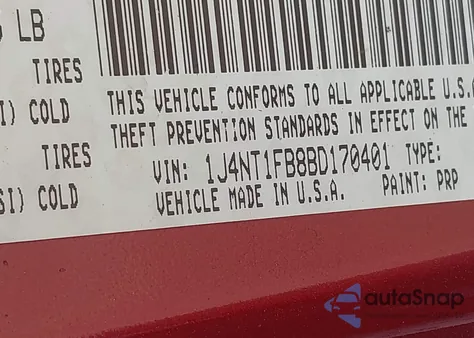 LB
TIRES
COLD
TIRES
SI) COLD
THIS VEHICLE CONFORMS TO ALL APPLICABLE U.S.
THEFT PREVENTION STANDARDS IN EFFECT ON THE
VIN: 1J4NT1FB8BD170401 TYPE:
VEHICLE MADE IN U.S.A. PAINT: PRP
autoSnap